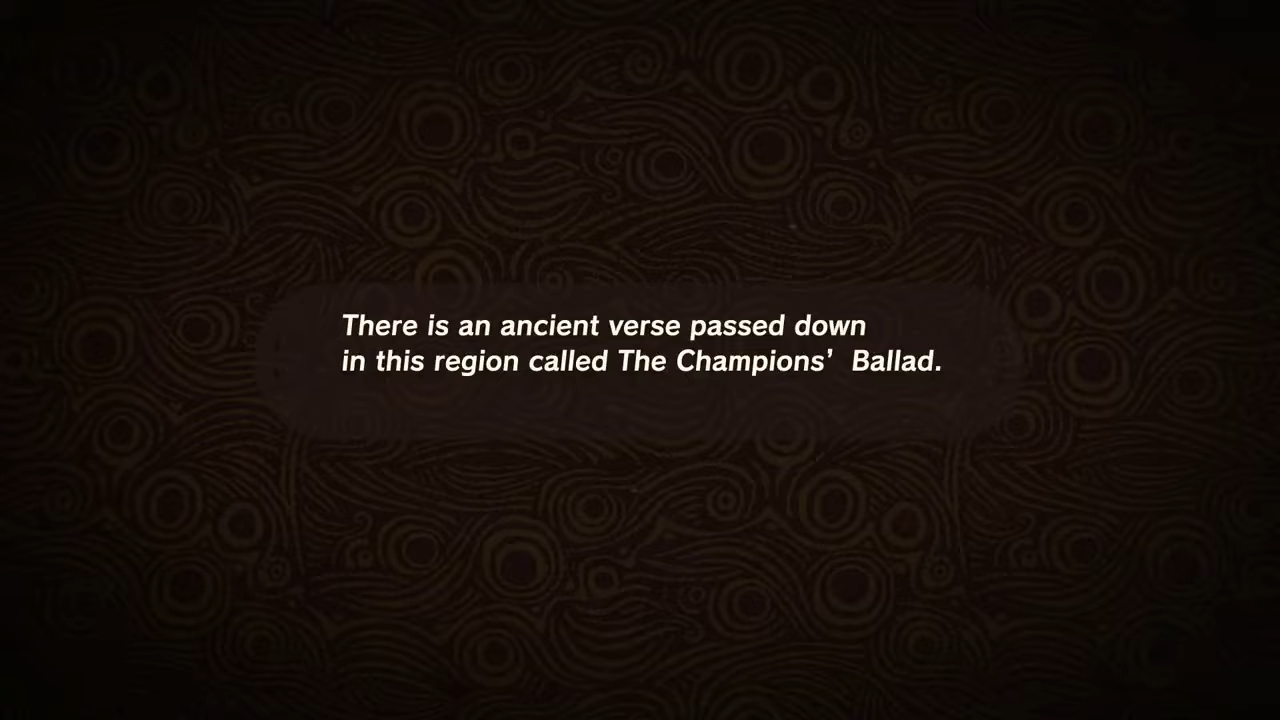 There is an ancient verse passed down
in this region called The Champions’ Ballad.